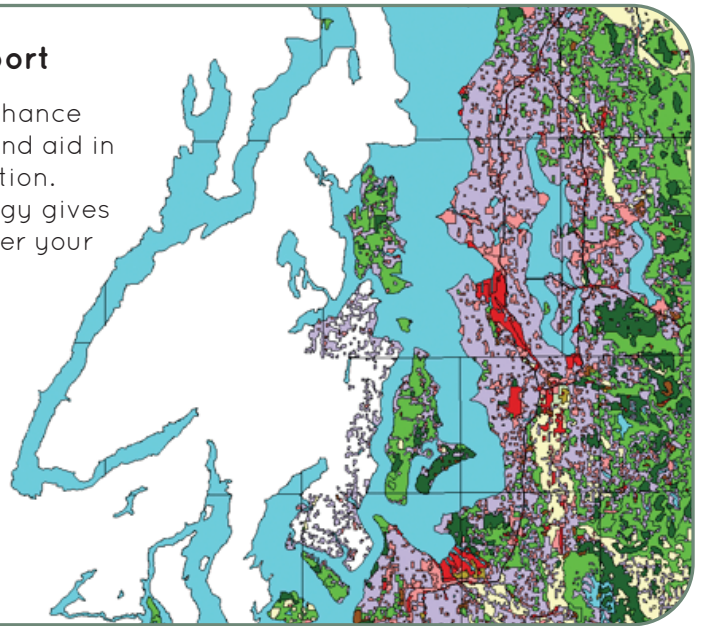 ort
hance
nd aid in
tion.
gy gives
er your